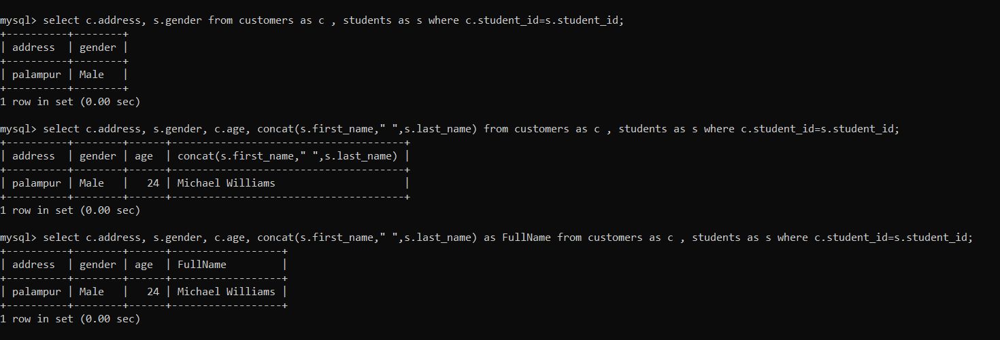 mysql> select c.address, s.gender from customers as c , students as s where c.student_id=s.student_id;
+----------+--------+
| address  | gender |
+----------+--------+
| palampur | Male   |
+----------+--------+
1 row in set (0.00 sec)

mysql> select c.address, s.gender, c.age, concat(s.first_name," ",s.last_name) from customers as c , students as s where c.student_id=s.student_id;
+----------+--------+------+--------------------------------------+
| address  | gender | age  | concat(s.first_name," ",s.last_name) |
+----------+--------+------+--------------------------------------+
| palampur | Male   |   24 | Michael Williams                     |
+----------+--------+------+--------------------------------------+
1 row in set (0.00 sec)

mysql> select c.address, s.gender, c.age, concat(s.first_name," ",s.last_name) as FullName from customers as c , students as s where c.student_id=s.student_id;
+----------+--------+------+------------------+
| address  | gender | age  | FullName         |
+----------+--------+------+------------------+
| palampur | Male   |   24 | Michael Williams |
+----------+--------+------+------------------+
1 row in set (0.00 sec)